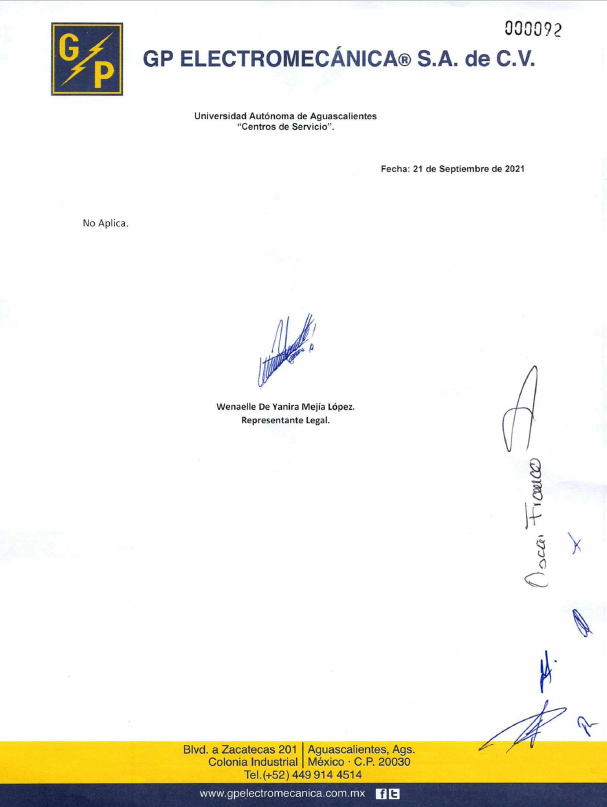 000092
GP
GP ELECTROMECÁNICA® S.A. de C.V.
Universidad Autónoma de Aguascalientes
“Centros de Servicio”.
Fecha: 21 de Septiembre de 2021
No Aplica.
Wenaelle De Yanira Mejía López.
Representante Legal.
Oscar Franco
Blvd. a Zacatecas 201 | Aguascalientes, Ags.
Colonia Industrial | México · C.P. 20030
Tel.(+52) 449 914 4514
www.gpelectromecanica.com.mx